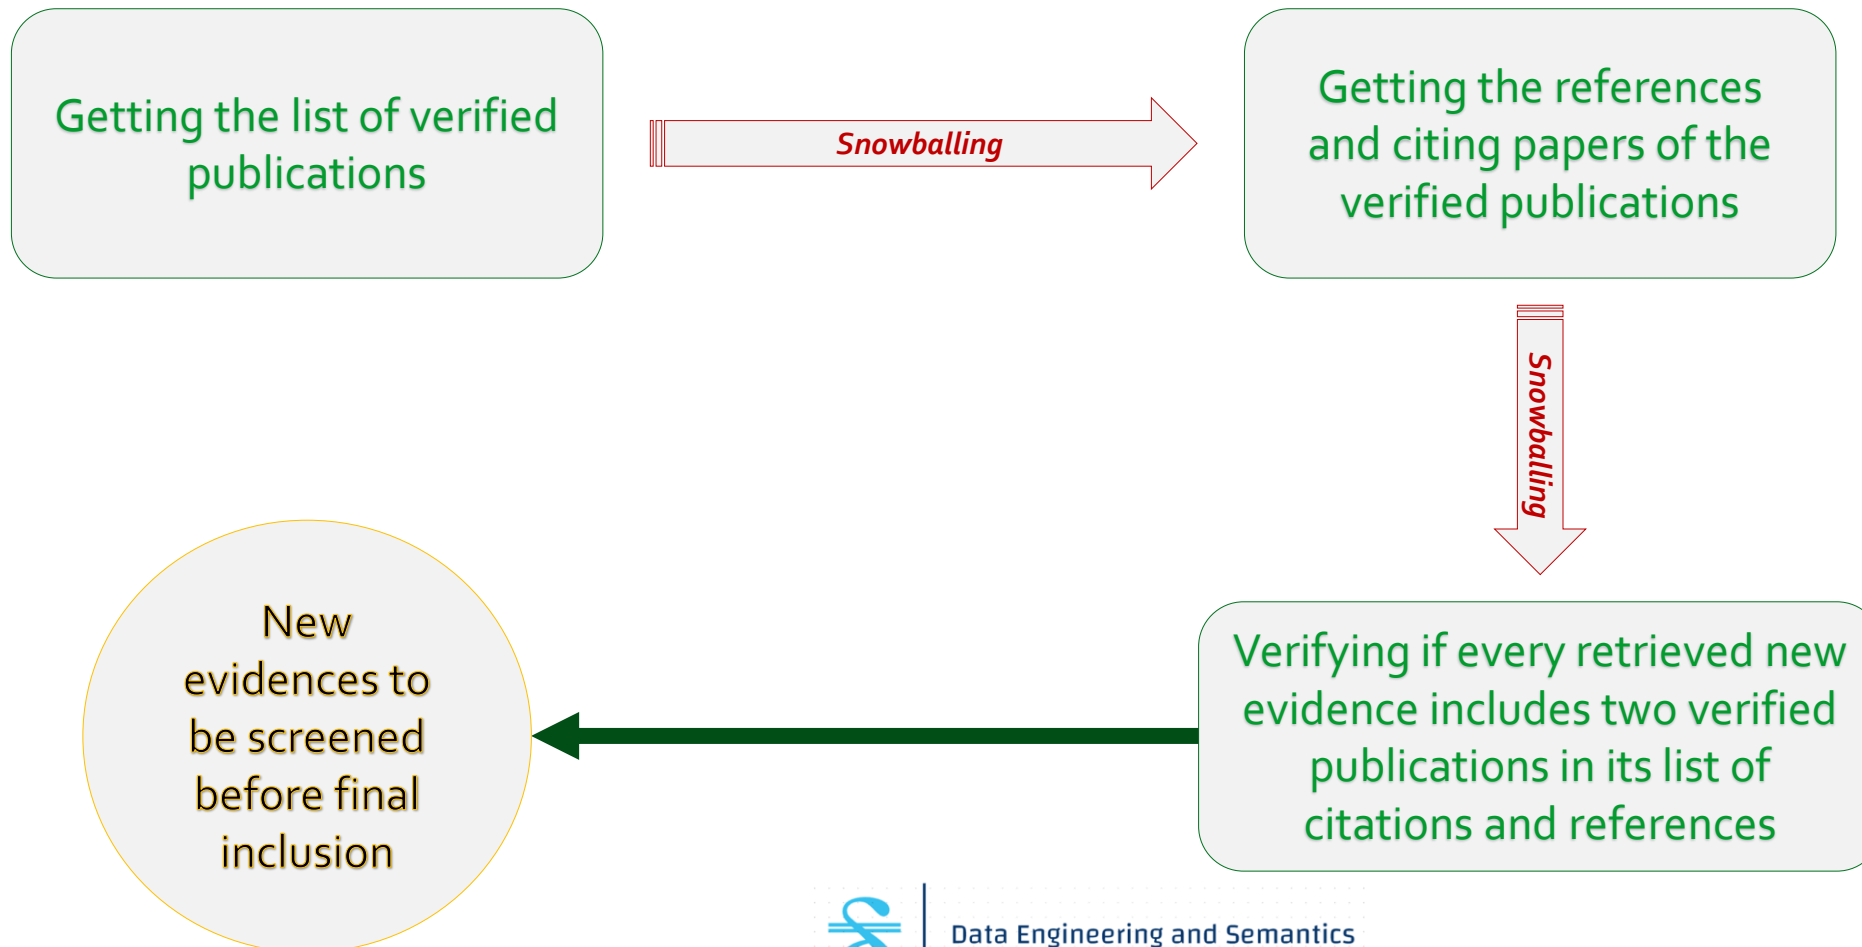 Getting the list of verified
publications
Snowballing
Getting the references
and citing papers of the
verified publications
Snowballing
Verifying if every retrieved new
evidence includes two verified
publications in its list of
citations and references
New
evidences to
be screened
before final
inclusion
Data Engineering and Semantics